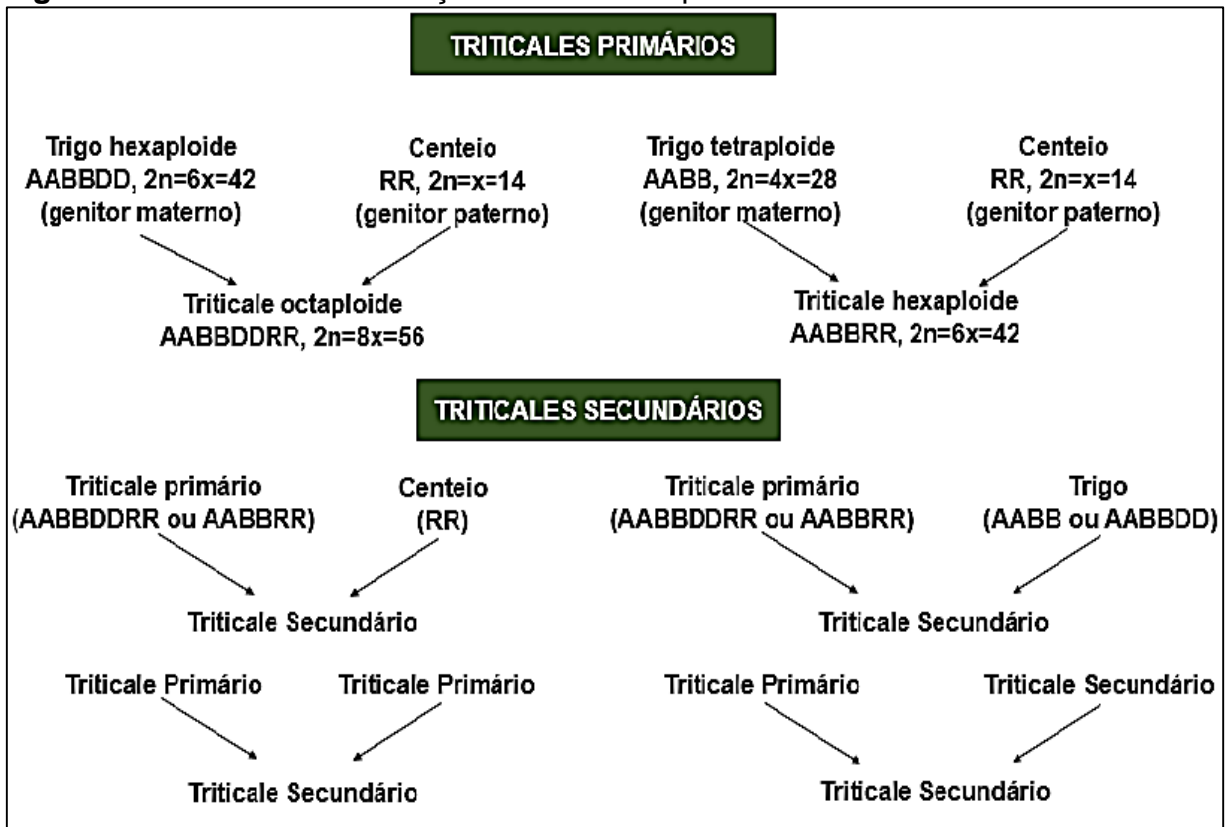 TRITICALES PRIMÁRIOS
Trigo hexaploide
AABBDD, 2n=6x=42
(genitor materno)
Centeio
RR, 2n=x=14
(genitor paterno)
Triticale octaploide
AABBDDRR, 2n=8x=56
Trigo tetraploide
AABB, 2n=4x=28
(genitor materno)
Centeio
RR, 2n=x=14
(genitor paterno)
Triticale hexaploide
AABBRR, 2n=6x=42
TRITICALES SECUNDÁRIOS
Triticale primário
(AABBDDRR ou AABBRR)
Centeio
(RR)
Triticale Secundário
Triticale primário
(AABBDDRR ou AABBRR)
Trigo
(AABB ou AABBDD)
Triticale Secundário
Triticale Primário
Triticale Primário
Triticale Secundário
Triticale Primário
Triticale Secundário
Triticale Secundário